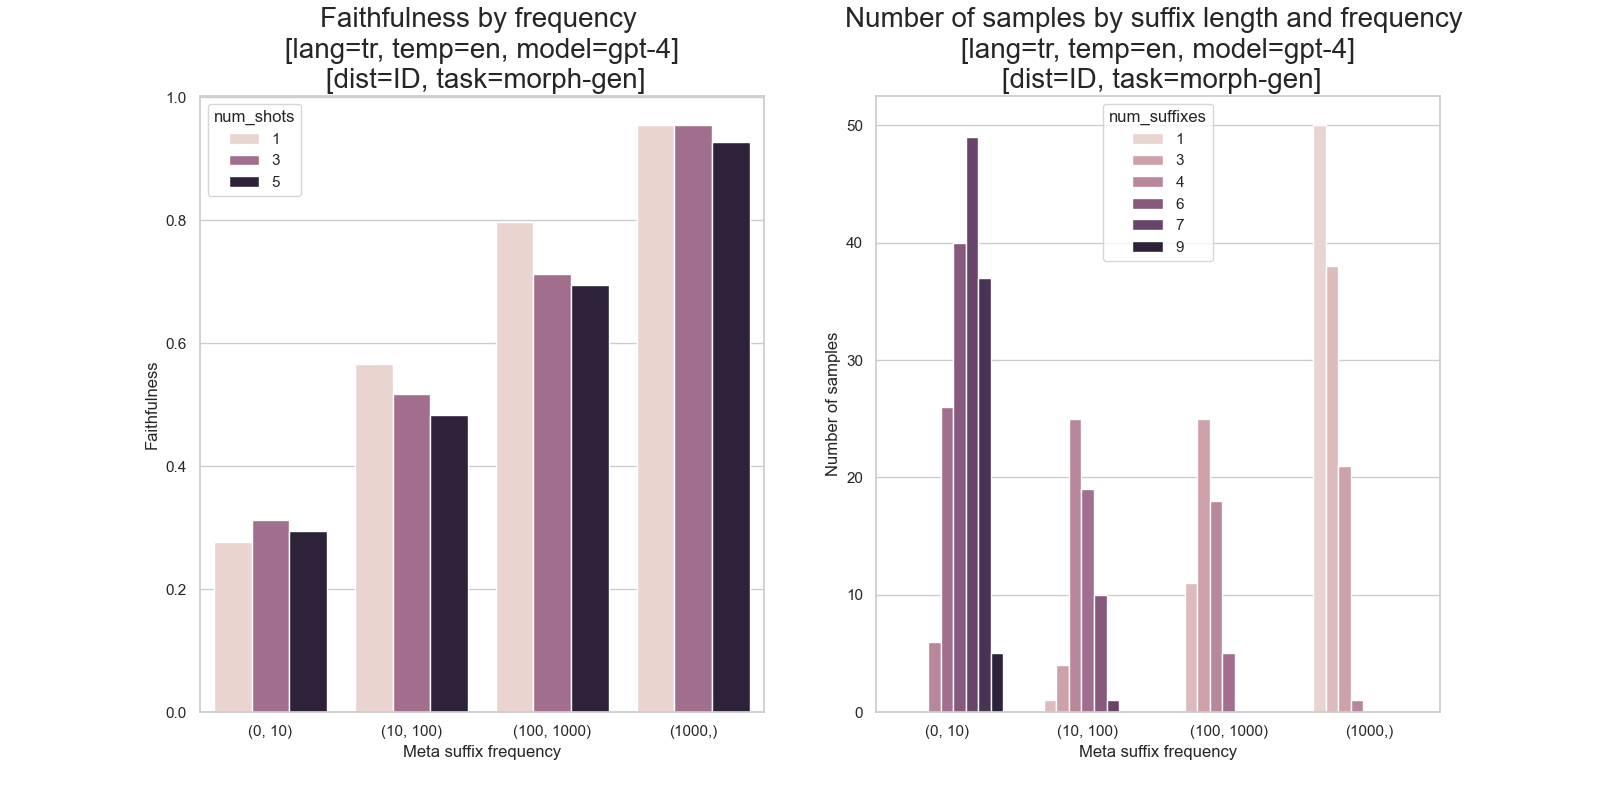 Faithfulness by frequency
[lang=tr, temp=en, model=gpt-4]
[dist=ID, task=morph-gen]
num_shots
1
3
5
1.0
0.8
0.6
0.4
0.2
0.0
Faithfulness
(0, 10)
(10, 100)
(100, 1000)
(1000,)
Meta suffix frequency
Number of samples by suffix length and frequency
[lang=tr, temp=en, model=gpt-4]
[dist=ID, task=morph-gen]
num_suffixes
1
3
4
6
7
9
50
40
30
20
10
0
Number of samples
(0, 10)
(10, 100)
(100, 1000)
(1000,)
Meta suffix frequency